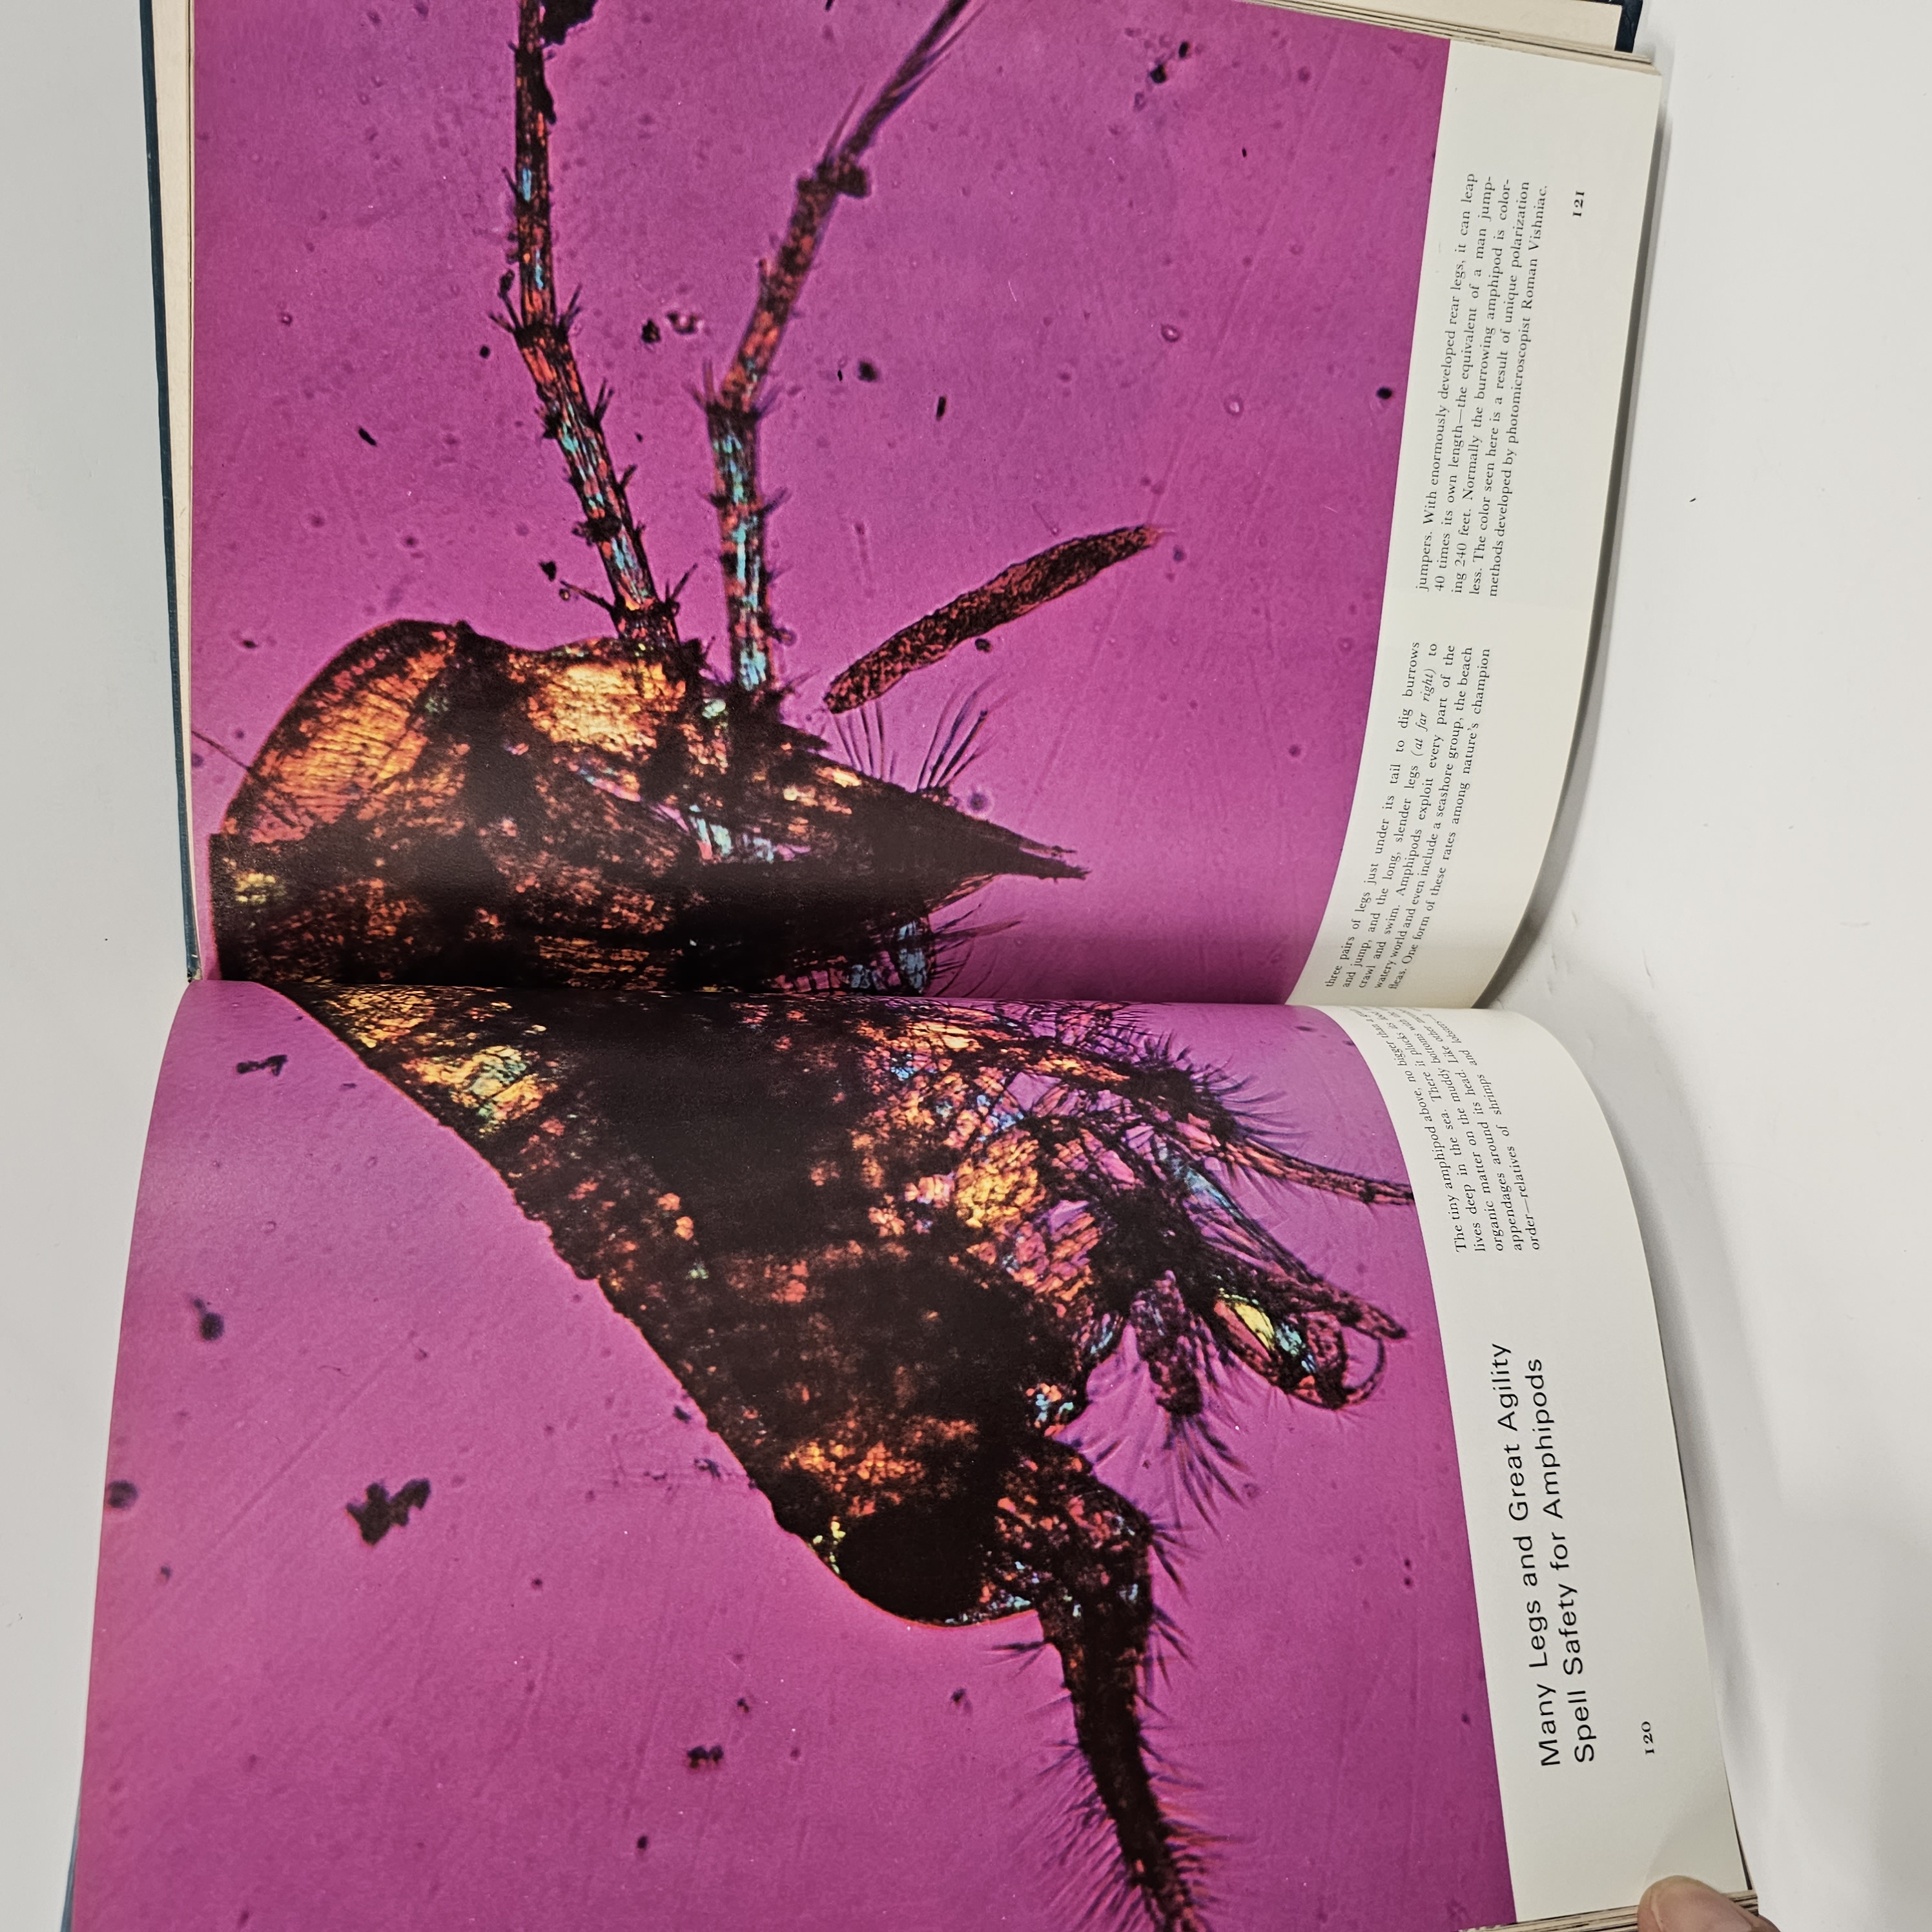 Many Legs and Great Agility
Spell Safety for Amphipods
120
The tiny amphipod above, no bigger than a
lives deep in the sea. There it plucks its food
organic matter on the muddy bottoms with the
appendages around its head. Like other
order—relatives of shrimps and lobsters—
three pairs of legs just under its tail to dig burrows
and jump, and the long, slender legs (at far right) to
crawl and swim. Amphipods exploit every part of the
watery world and even include a seashore group, the beach
fleas. One form of these rates among nature's champion
jumpers. With enormously developed rear legs, it can leap
40 times its own length—the equivalent of a man jump-
ing 240 feet. Normally the burrowing amphipod is color-
less. The color seen here is a result of unique polarization
methods developed by photomicroscopist Roman Vishniac.
121